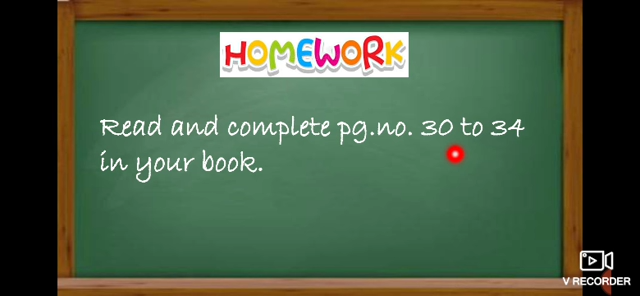 HOMEWORK
Read and complete pg.no. 30 to 34
in your book.
V RECORDER